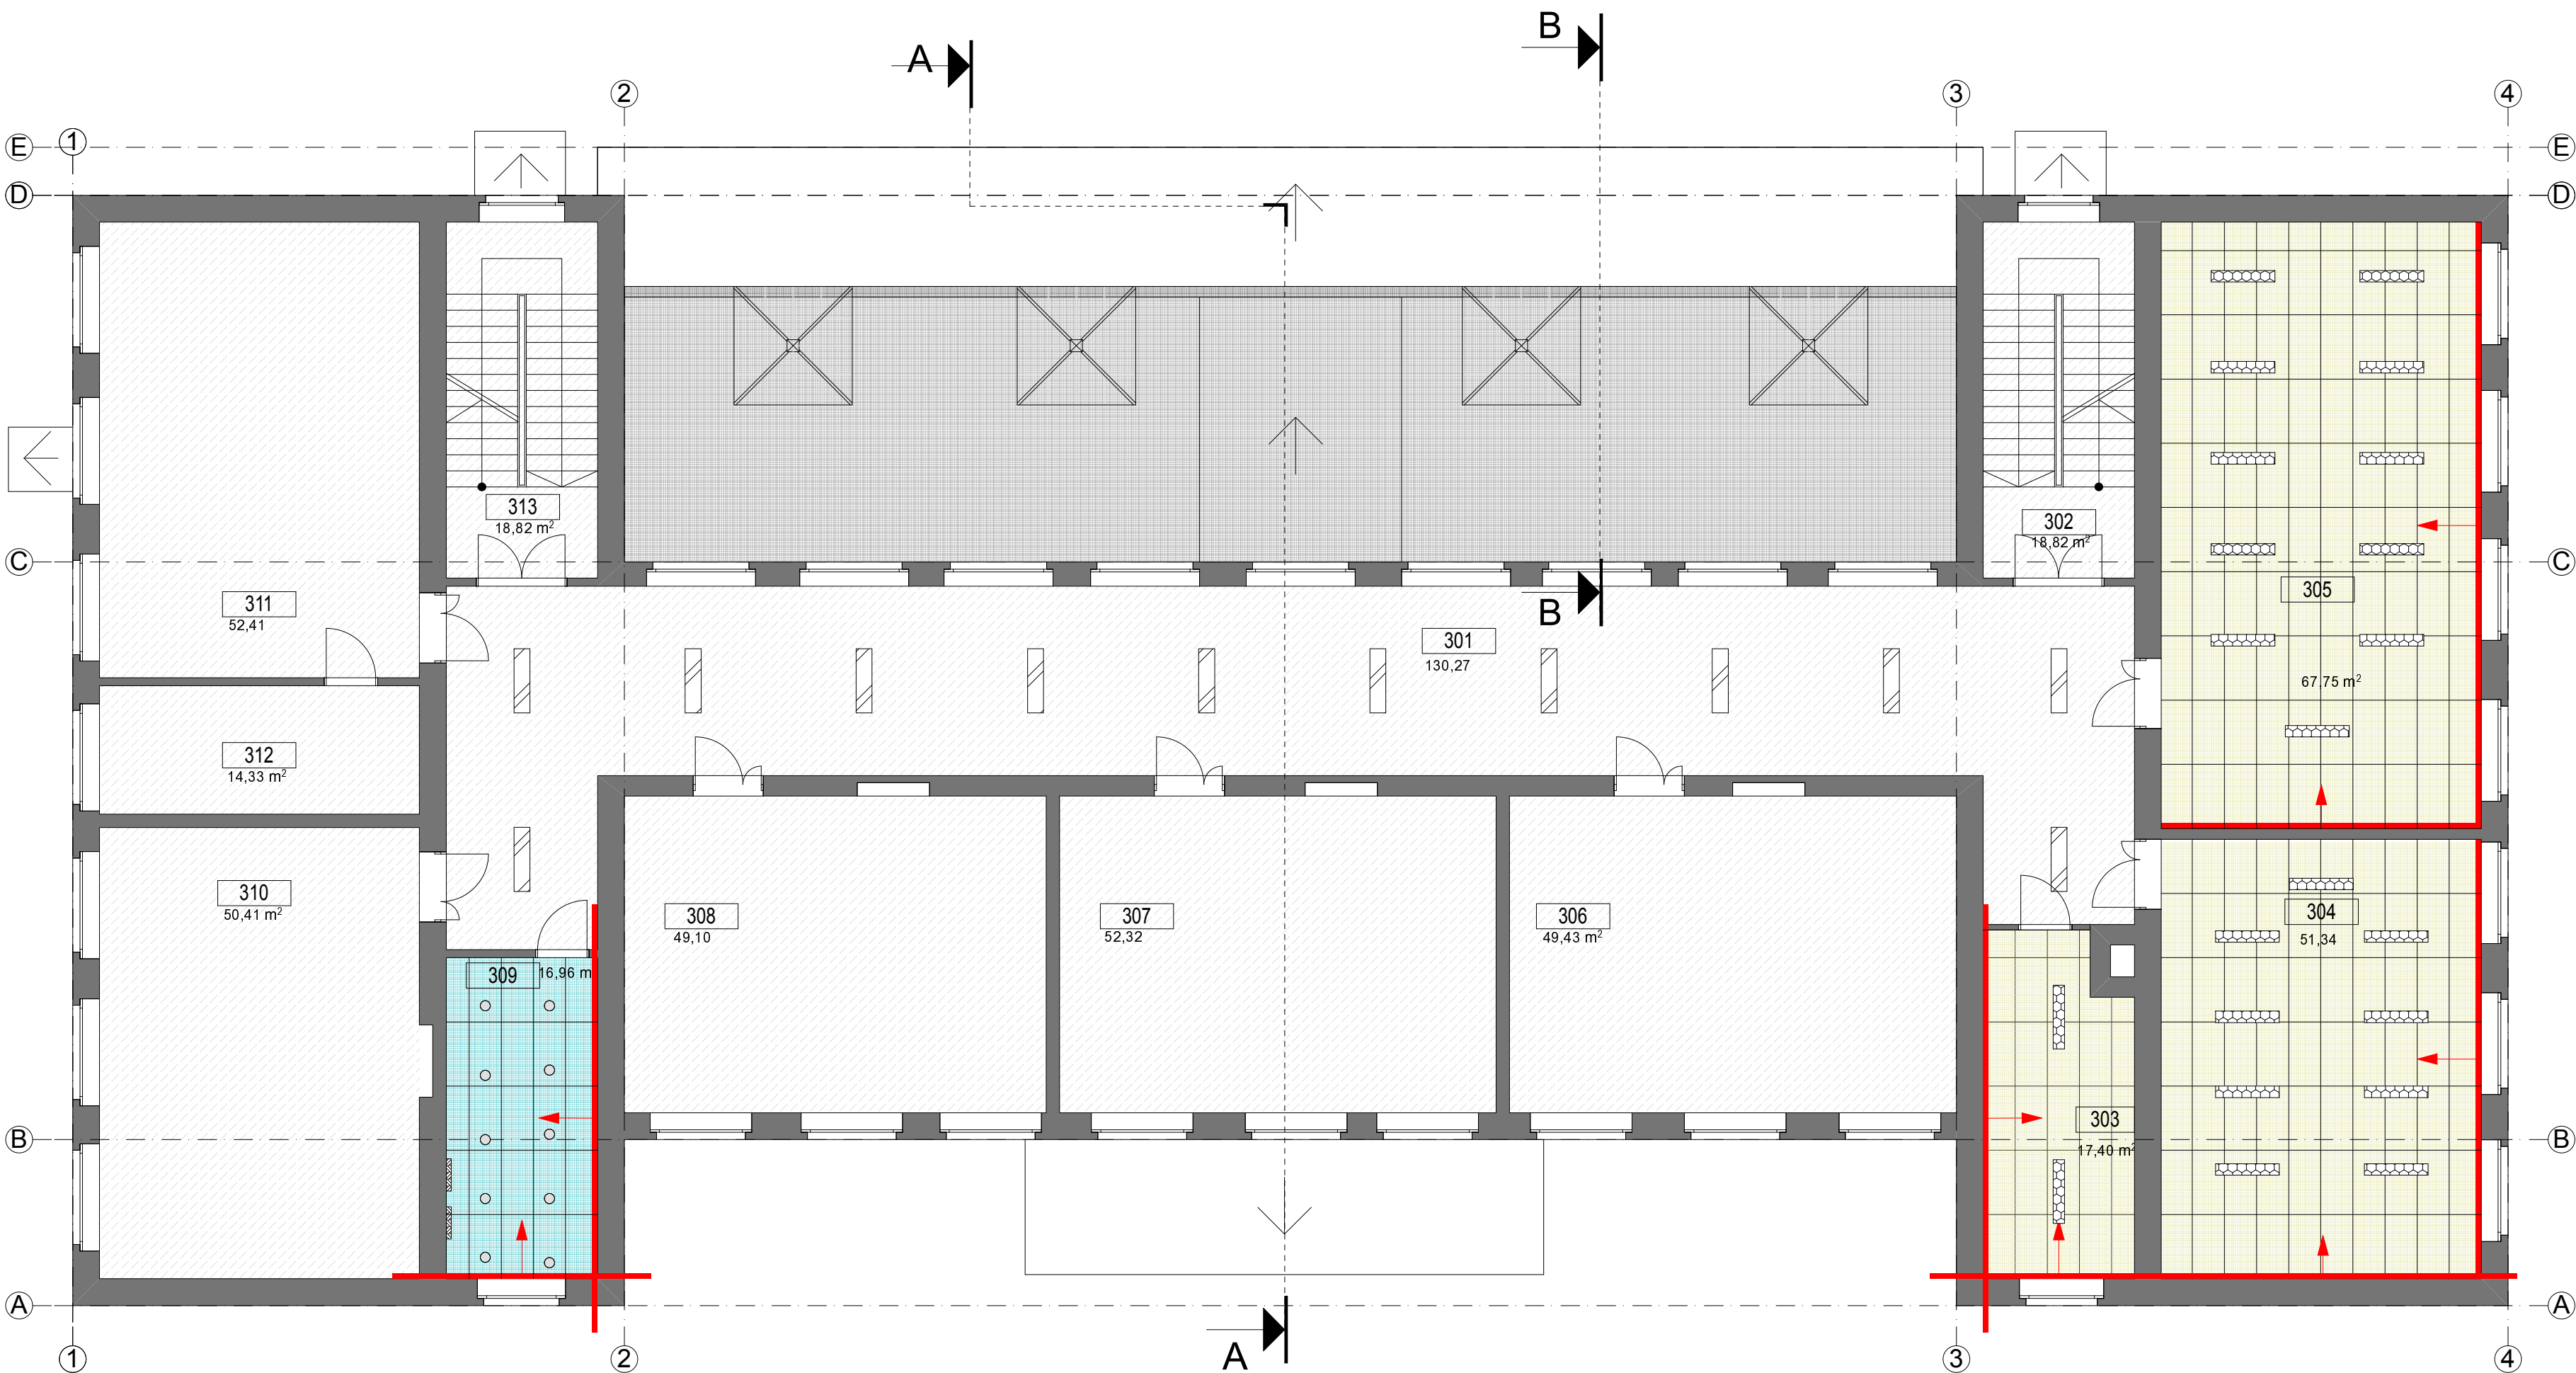 B
A
2
3
4
1
E
E
D
D
313
18,82 m²
302
18,82 m²
C
C
305
311
52,41
B
301
130,27
67,75 m²
312
14,33 m²
310
50,41 m²
308
49,10
307
52,32
306
49,43 m²
304
51,34
309
16,96 m
303
17,40 m²
B
B
A
A
A
1
2
3
4